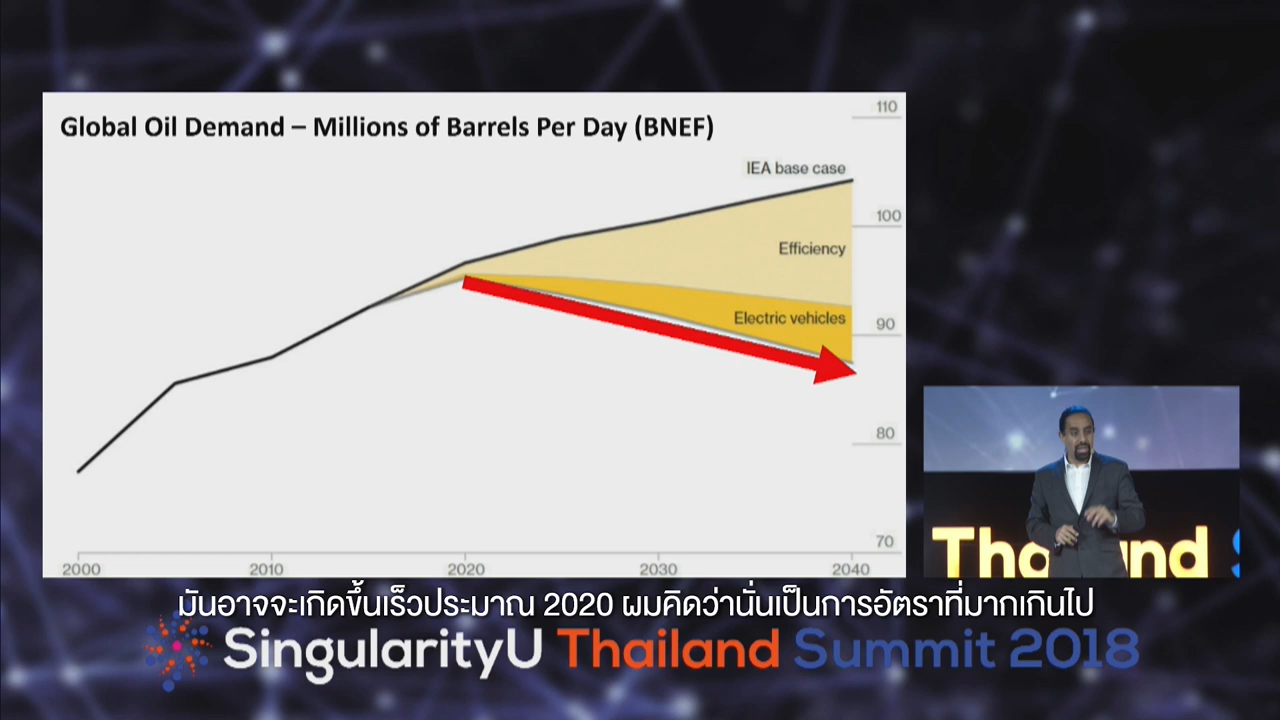 Global Oil Demand – Millions of Barrels Per Day (BNEF)
110
IEA base case
100
Efficiency
Electric vehicles
90
80
70
2000 2010 2020 2030 2040
มันอาจจะเกิดขึ้นเร็วประมาณ 2020 ผมคิดว่านั่นเป็นการอัตราที่มากเกินไป
SingularityU Thailand Summit 2018